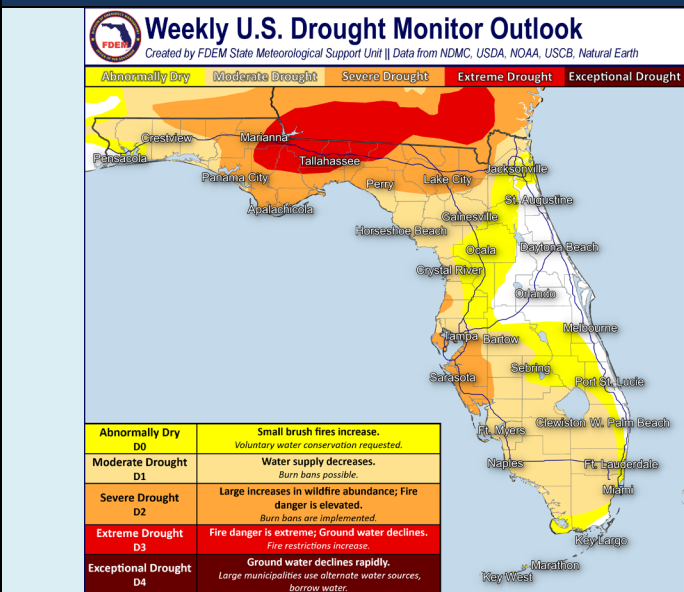 Weekly U.S. Drought Monitor Outlook
Created by FDEM State Meteorological Support Unit || Data from NDMC, USDA, NOAA, USCB, Natural Earth
FDEM
Abnormally Dry Moderate Drought Severe Drought Extreme Drought Exceptional Drought
Crestview
Marianna
Pensacola
Tallahassee
Jacksonville
Panama City
Perry
Lake City
St. Augustine
Apalachicola
Gainesville
Horseshoe Beach
Ocala
Daytona Beach
Crystal River
Orlando
Melbourne
Tampa
Bartow
Sebring
Sarasota
Port St. Lucie
Clewiston
W. Palm Beach
Ft. Myers
Naples
Ft. Lauderdale
Miami
Key Largo
Marathon
Key West
Abnormally Dry
D0
Small brush fires increase.
Voluntary water conservation requested.
Moderate Drought
D1
Water supply decreases.
Burn bans possible.
Severe Drought
D2
Large increases in wildfire abundance; Fire
danger is elevated.
Burn bans are implemented.
Extreme Drought
D3
Fire danger is extreme; Ground water declines.
Fire restrictions increase.
Exceptional Drought
D4
Ground water declines rapidly.
Large municipalities use alternate water sources,
borrow water.